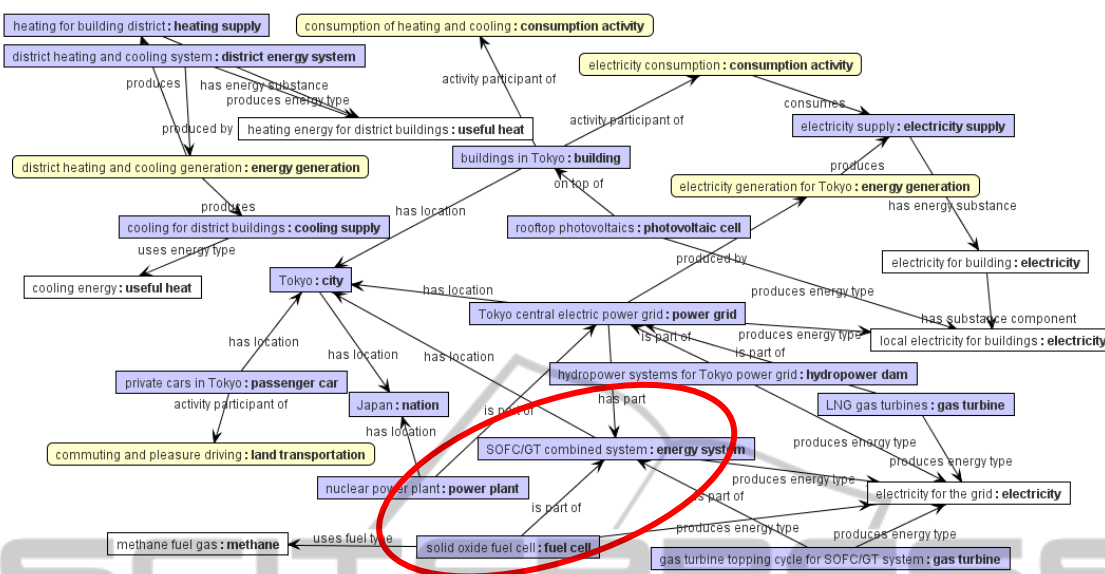 heating for building district : heating supply
consumption of heating and cooling : consumption activity
district heating and cooling system : district energy system
electricity consumption : consumption activity
produces
has energy substance
activity participant of
produces energy type
consumes
produced by
heating energy for district buildings : useful heat
activity participant of
electricity supply : electricity supply
district heating and cooling generation : energy generation
buildings in Tokyo : building
produces
on top of
electricity generation for Tokyo : energy generation
produces
has location
has energy substance
cooling for district buildings : cooling supply
rooftop photovoltaics : photovoltaic cell
uses energy type
produced by
electricity for building : electricity
cooling energy : useful heat
Tokyo : city
has location
produces energy type
Tokyo central electric power grid : power grid
has substance component
produces energy type
local electricity for buildings : electricity
is part of
has location
has location
has location
is part of
private cars in Tokyo : passenger car
hydropower systems for Tokyo power grid : hydropower dam
has part
activity participant of
Japan : nation
is part of
LNG gas turbines : gas turbine
has location
produces energy type
commuting and pleasure driving : land transportation
SOFC/GT combined system : energy system
produces energy type
nuclear power plant : power plant
produces energy type
electricity for the grid : electricity
is part of
is part of
produces energy type
produces energy type
methane fuel gas : methane
uses fuel type
solid oxide fuel cell : fuel cell
gas turbine topping cycle for SOFC/GT system : gas turbine